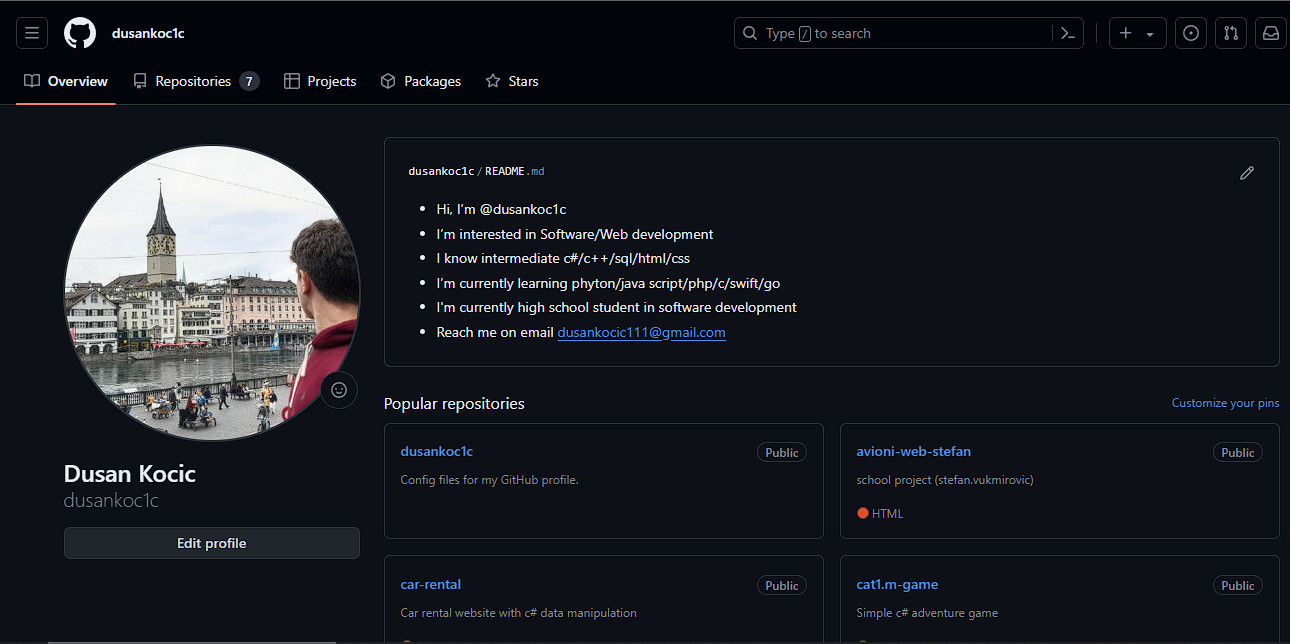 dusankoc1c
Type / to search
Overview
Repositories 7
Projects
Packages
Stars
dusankoc1c / README.md
Hi, I’m @dusankoc1c
I’m interested in Software/Web development
I know intermediate c#/c++/sql/html/css
I’m currently learning phyton/java script/php/c/swift/go
I'm currently high school student in software development
Reach me on email dusankocic111@gmail.com
Dusan Kocic
dusankoc1c
Edit profile
Popular repositories
Customize your pins
dusankoc1c
Public
Config files for my GitHub profile.
avioni-web-stefan
Public
school project (stefan.vukmirovic)
HTML
car-rental
Public
Car rental website with c# data manipulation
cat1.m-game
Public
Simple c# adventure game